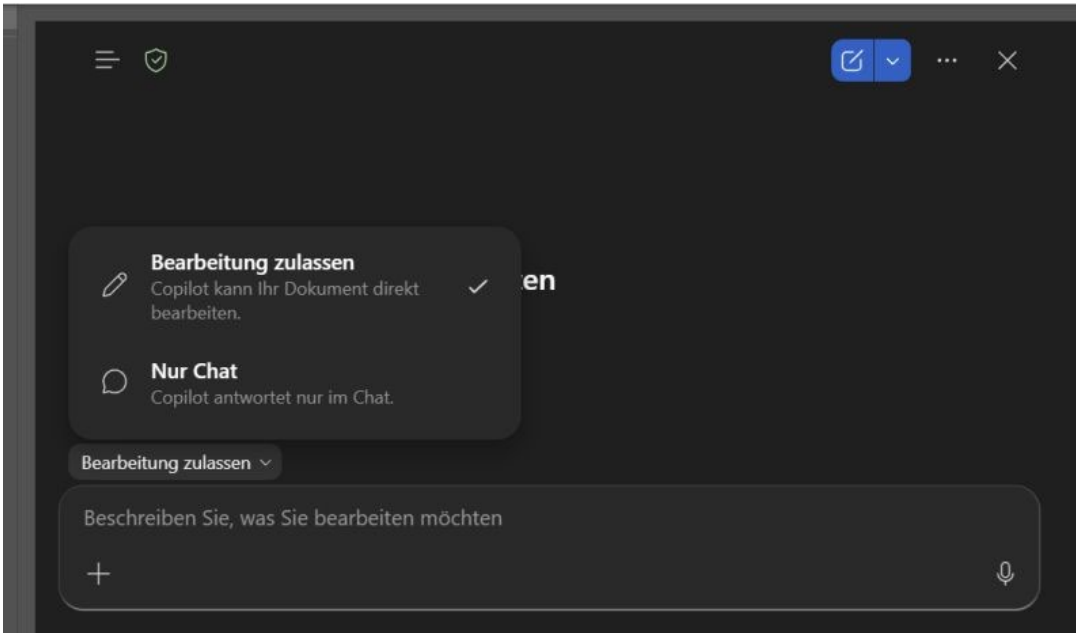 Bearbeitung zulassen
Copilot kann Ihr Dokument direkt
bearbeiten.
en
Nur Chat
Copilot antwortet nur im Chat.
Bearbeitung zulassen
Beschreiben Sie, was Sie bearbeiten möchten